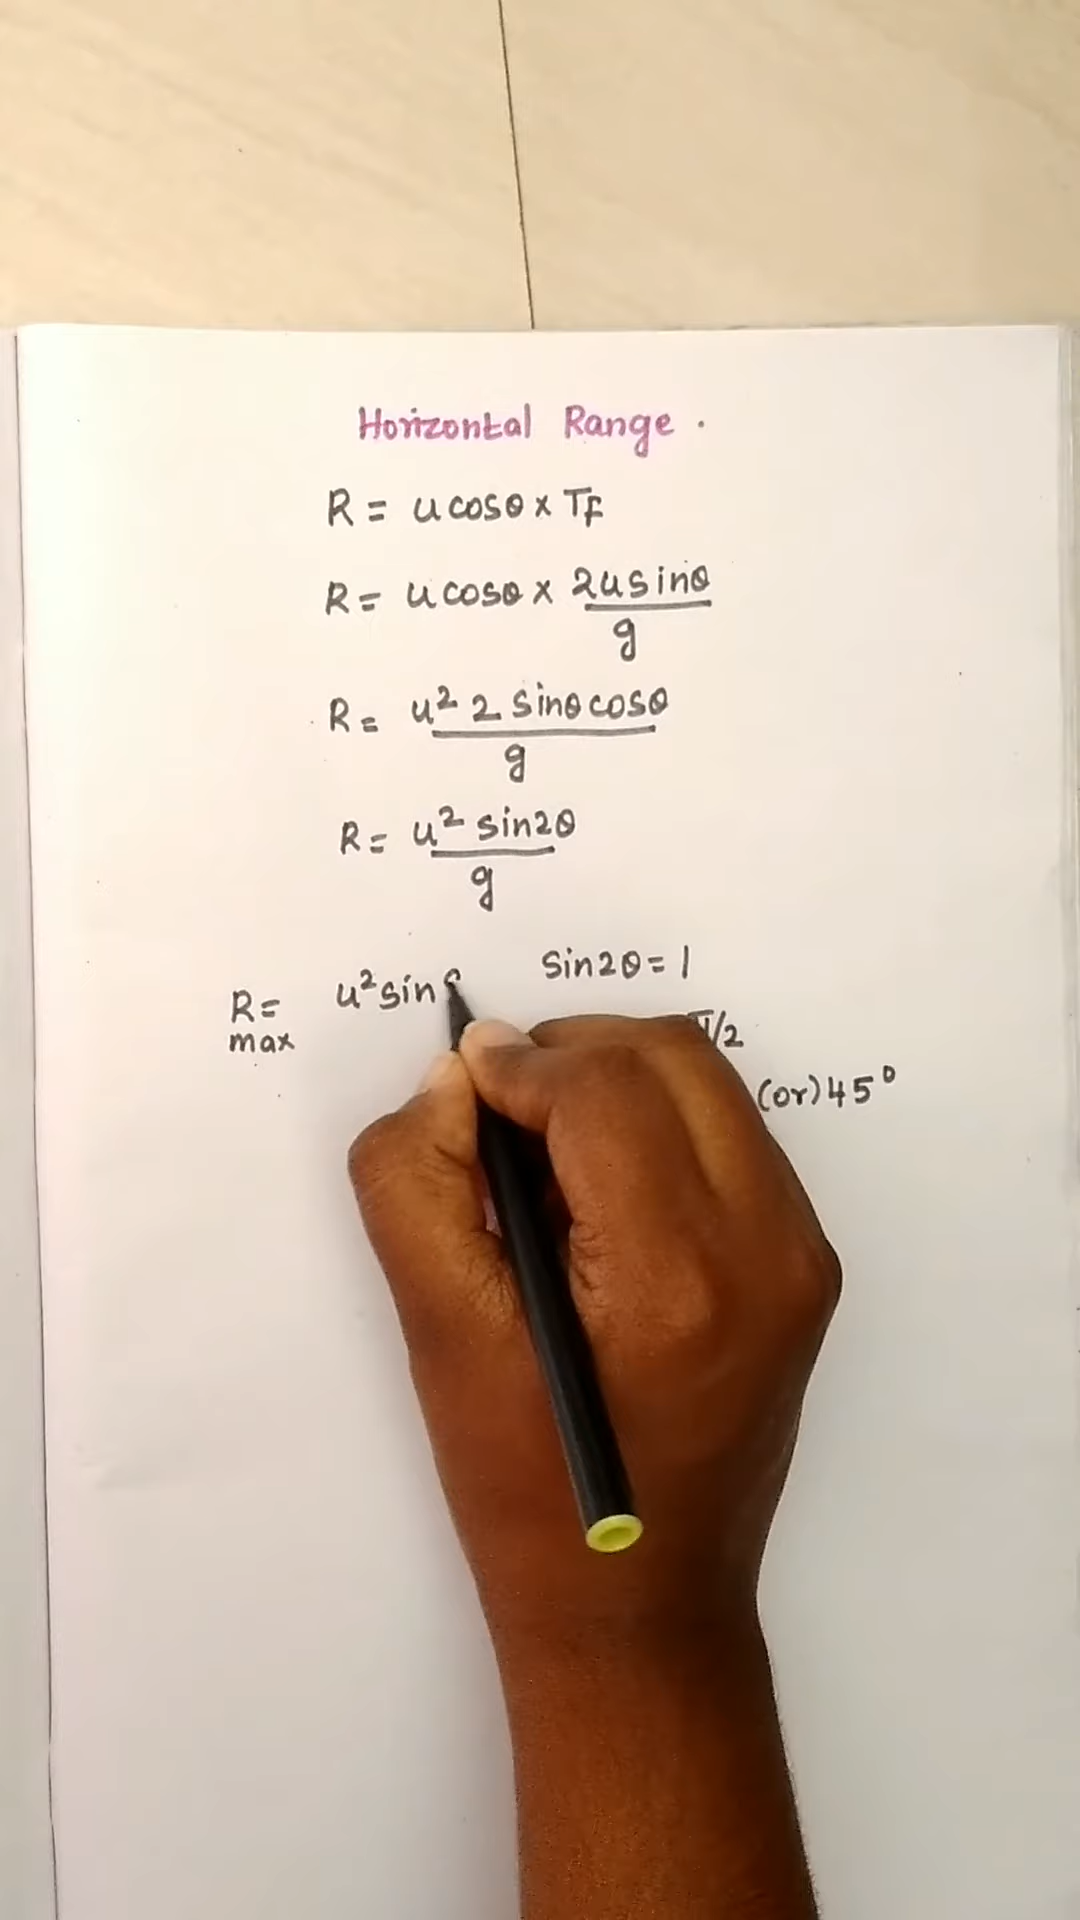 Horizontal Range.
R = u cosθ × TF
R = u cosθ × 2u sinθ
g
R = u² 2 sinθ cosθ
g
R = u² sin2θ
g
R = u² sin
max
sin2θ = 1
π/2
(or) 45°